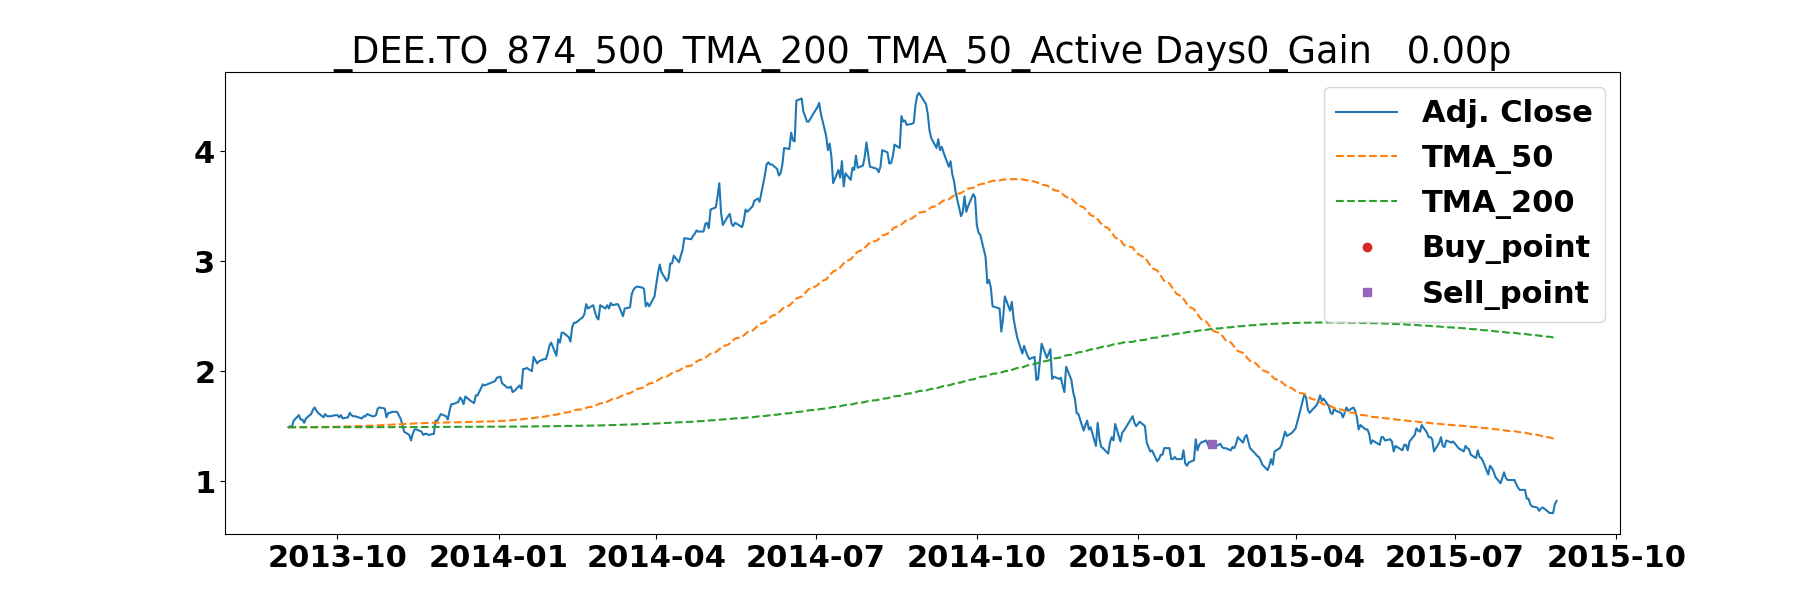 _DEE.TO_874_500_TMA_200_TMA_50_Active Days0_Gain   0.00p
Adj. Close
TMA_50
TMA_200
Buy_point
Sell_point
4
3
2
1
2013-10 2014-01 2014-04 2014-07 2014-10 2015-01 2015-04 2015-07 2015-10